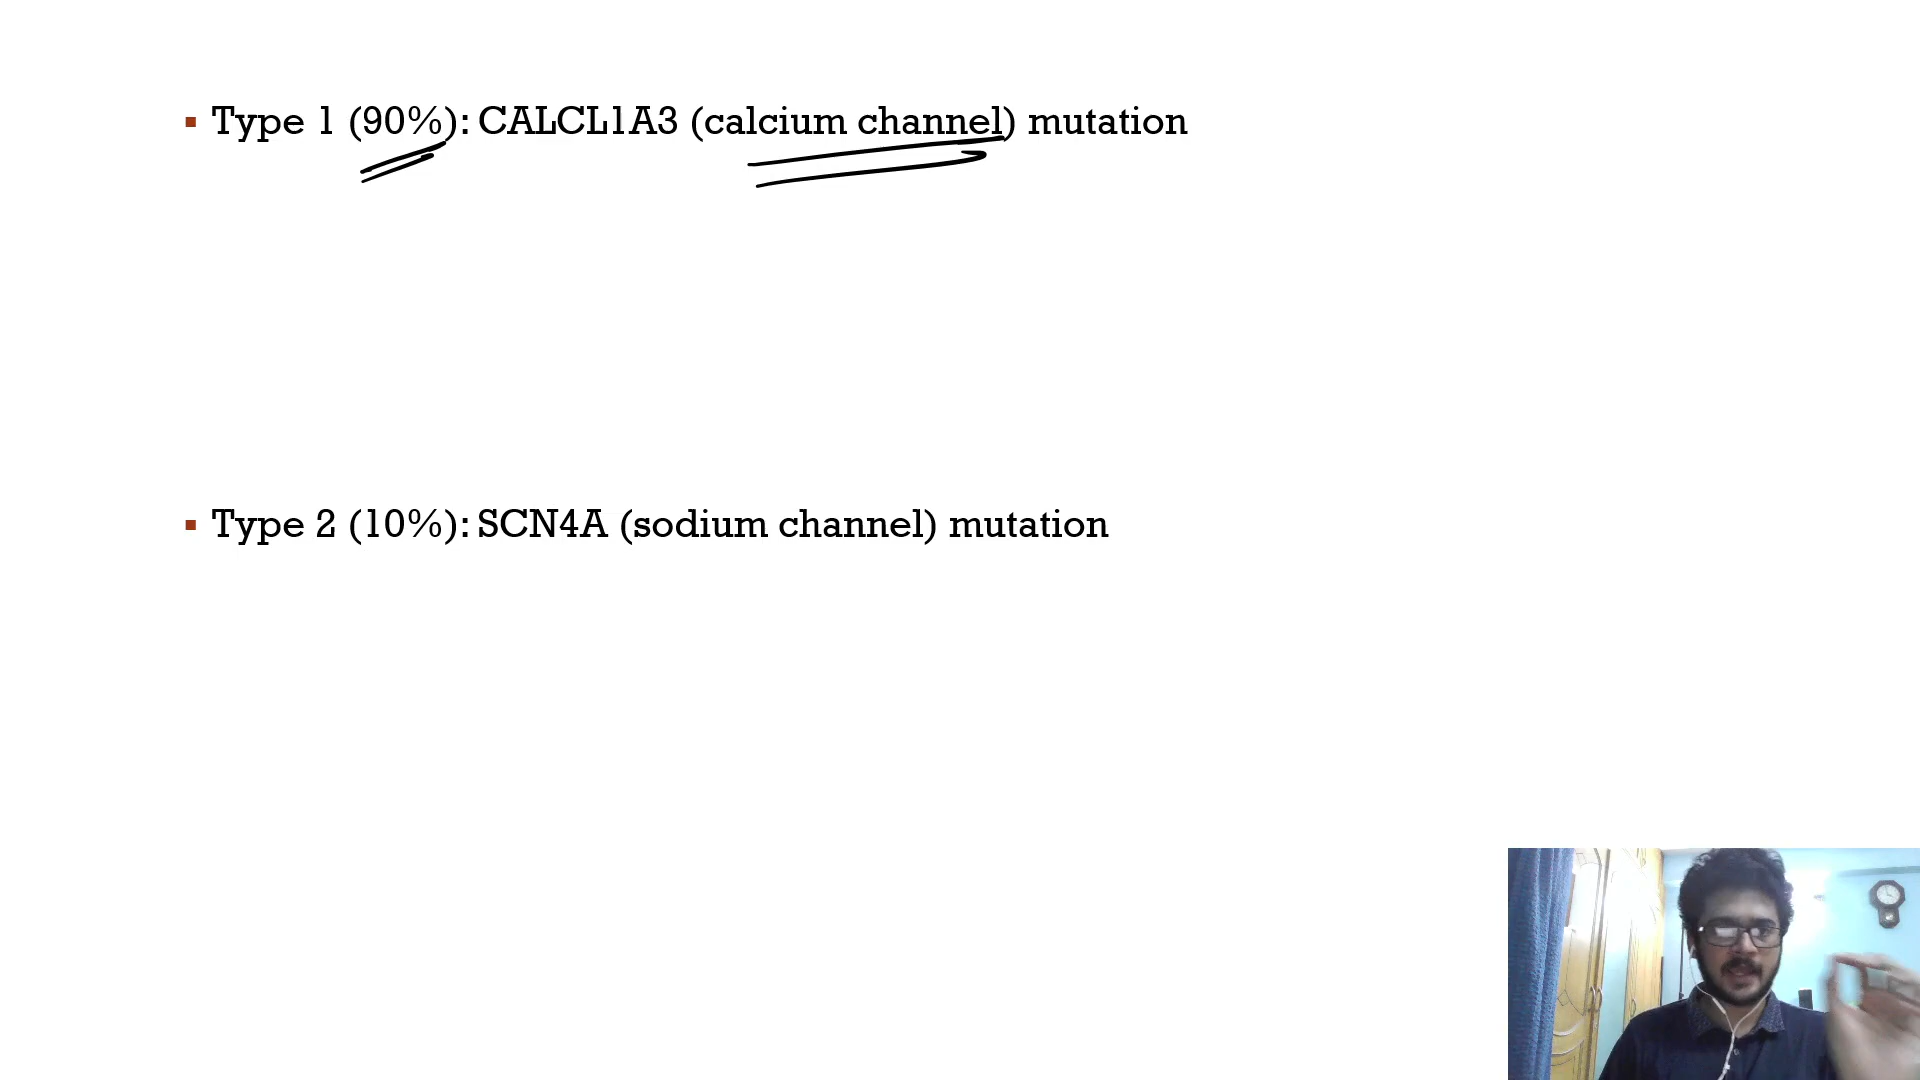 ▪ Type 1 (90%): CALCL1A3 (calcium channel) mutation
▪ Type 2 (10%): SCN4A (sodium channel) mutation